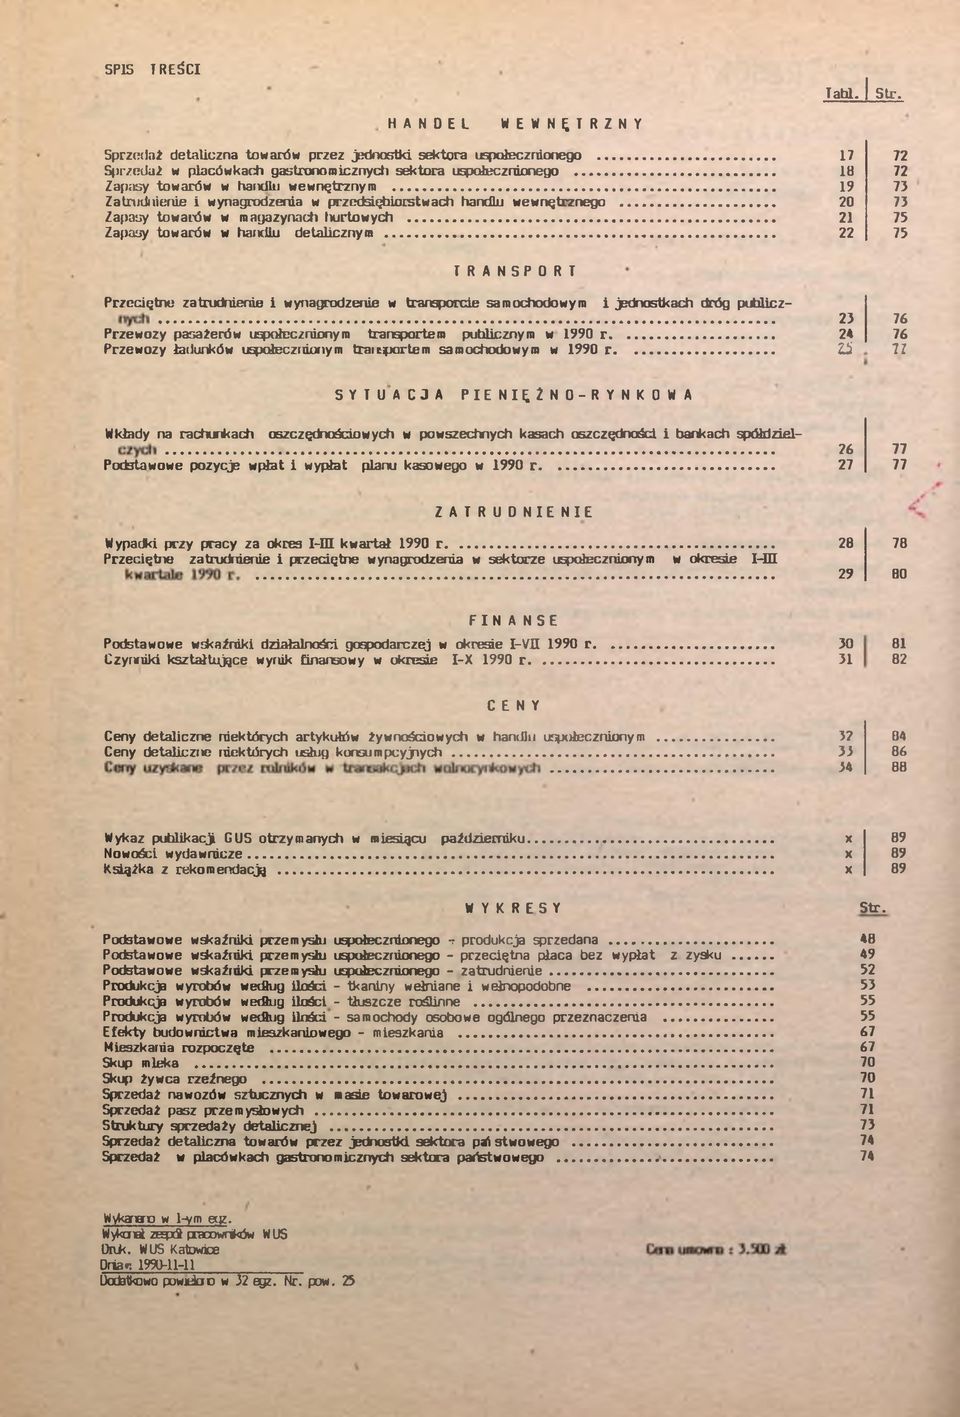 SPIS TREŚCI
Tabl. Str.
HANDEL WEWNĘTRZNY
Sprzedaż detaliczna towarów przez jednostki sektora uspołecznionego ..... 17 72
Sprzedaż w placówkach gastronomicznych sektora uspołecznionego ..... 18 72
Zapasy towarów w handlu wewnętrznym ..... 19 73
Zatrudnienie i wynagrodzenia w przedsiębiorstwach handlu wewnętrznego ..... 20 73
Zapasy towarów w magazynach hurtowych ..... 21 75
Zapasy towarów w handlu detalicznym ..... 22 75
TRANSPORT
Przeciętne zatrudnienie i wynagrodzenie w transporcie samochodowym i jednostkach dróg publicz-
nych ..... 23 76
Przewozy pasażerów uspołecznionym transportem publicznym w 1990 r. ..... 24 76
Przewozy ładunków uspołecznionym transportem samochodowym w 1990 r. ..... 25 77
SYTUACJA PIENIĘŻNO-RYNKOWA
Wkłady na rachunkach oszczędnościowych w powszechnych kasach oszczędności i bankach spółdziel-
czych ..... 26 77
Podstawowe pozycje wpłat i wypłat planu kasowego w 1990 r. ..... 27 77
ZATRUDNIENIE
Wypadki przy pracy za okres I-III kwartał 1990 r. ..... 28 78
Przeciętne zatrudnienie i przeciętne wynagrodzenia w sektorze uspołecznionym w okresie I-III
kwartale 1990 r. ..... 29 80
FINANSE
Podstawowe wskaźniki działalności gospodarczej w okresie I-VII 1990 r. ..... 30 81
Czynniki kształtujące wynik finansowy w okresie I-X 1990 r. ..... 31 82
CENY
Ceny detaliczne niektórych artykułów żywnościowych w handlu uspołecznionym ..... 32 84
Ceny detaliczne niektórych usług konsumpcyjnych ..... 33 86
Ceny uzyskane przez rolników w transakcjach wolnorynkowych ..... 34 88
Wykaz publikacji GUS otrzymanych w miesiącu październiku ..... x 89
Nowości wydawnicze ..... x 89
Książka z rekomendacją ..... x 89
WYKRESY
Str.
Podstawowe wskaźniki przemysłu uspołecznionego - produkcja sprzedana ..... 48
Podstawowe wskaźniki przemysłu uspołecznionego - przeciętna płaca bez wypłat z zysku ..... 49
Podstawowe wskaźniki przemysłu uspołecznionego - zatrudnienie ..... 52
Produkcja wyrobów według ilości - tkaniny wełniane i wełnopodobne ..... 53
Produkcja wyrobów według ilości - tłuszcze roślinne ..... 55
Produkcja wyrobów według ilości - samochody osobowe ogólnego przeznaczenia ..... 55
Efekty budownictwa mieszkaniowego - mieszkania ..... 67
Mieszkania rozpoczęte ..... 67
Skup mleka ..... 70
Skup żywca rzeźnego ..... 70
Sprzedaż nawozów sztucznych w masie towarowej ..... 71
Sprzedaż pasz przemysłowych ..... 71
Struktury sprzedaży detalicznej ..... 73
Sprzedaż detaliczna towarów przez jednostki sektora państwowego ..... 74
Sprzedaż w placówkach gastronomicznych sektora państwowego ..... 74
Wykonano w 1-ym egz.
Wykonał zespół pracowników WUS
Druk. WUS Katowice
Dnia: 1990-11-11
Dodatkowo powielano w 32 egz. Nr. pow. 25
Cena umowna : 3.500 zł